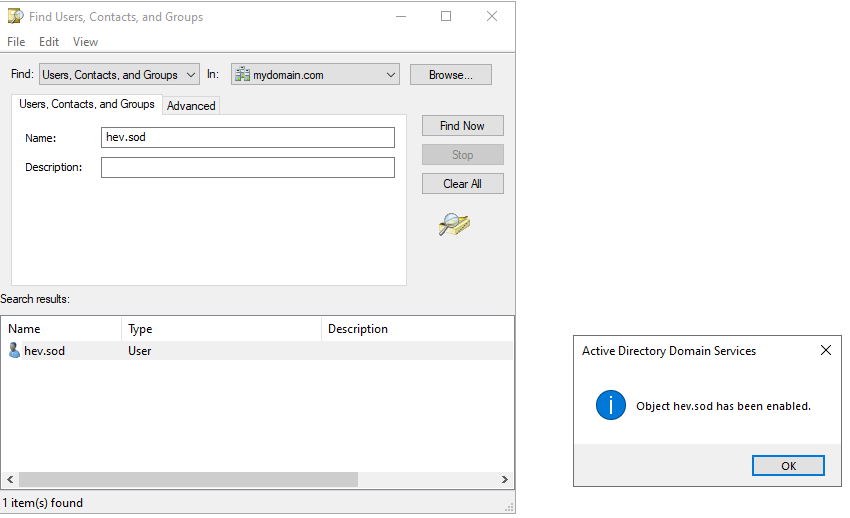 Find Users, Contacts, and Groups
File Edit View
Find: Users, Contacts, and Groups In: mydomain.com Browse...
Users, Contacts, and Groups Advanced
Name: hev.sod
Description:
Find Now
Stop
Clear All
Search results:
Name Type Description
hev.sod User
1 item(s) found
Active Directory Domain Services
Object hev.sod has been enabled.
OK